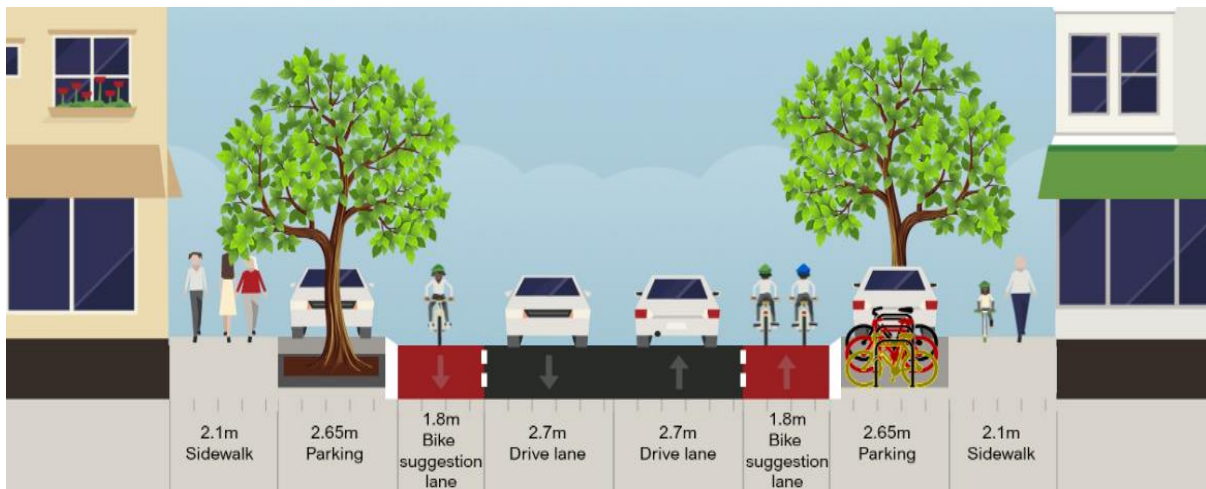 2.1m
Sidewalk
2.65m
Parking
1.8m
Bike
suggestion
lane
2.7m
Drive lane
2.7m
Drive lane
1.8m
Bike
suggestion
lane
2.65m
Parking
2.1m
Sidewalk